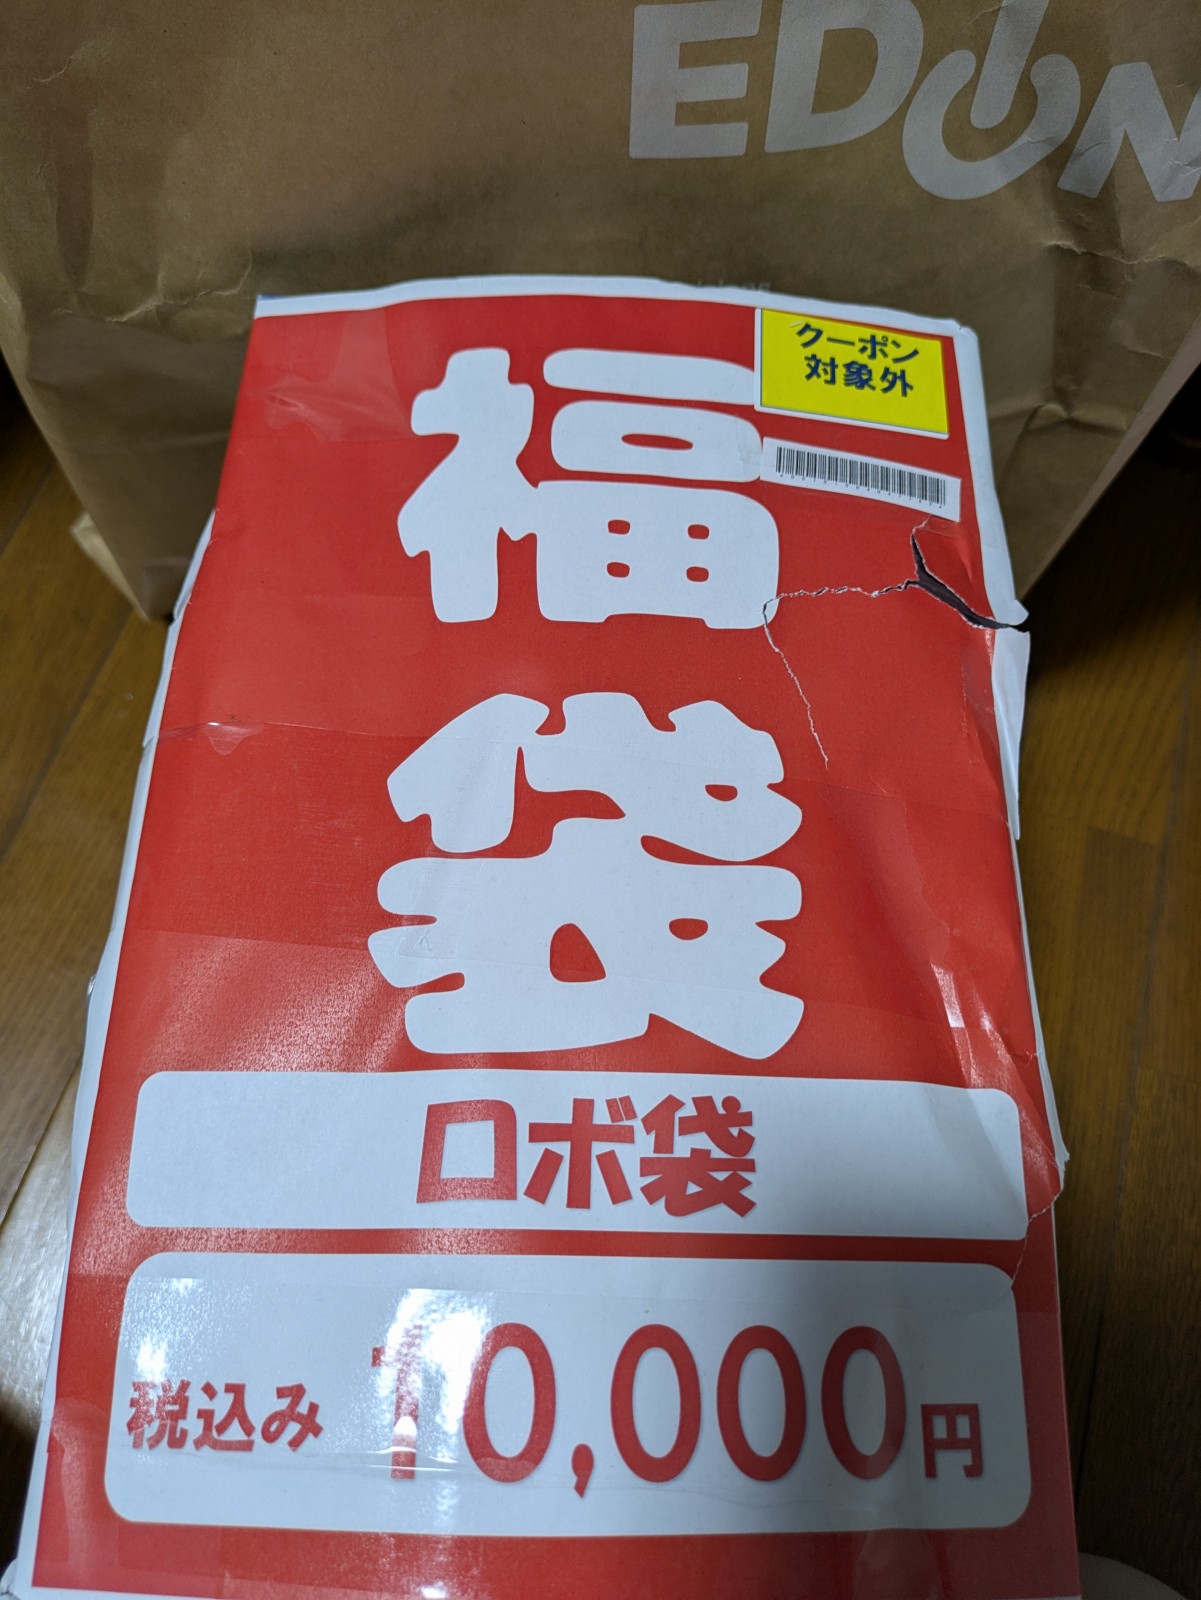 EDION
クーポン
対象外
福袋
ロボ袋
税込み 10,000円